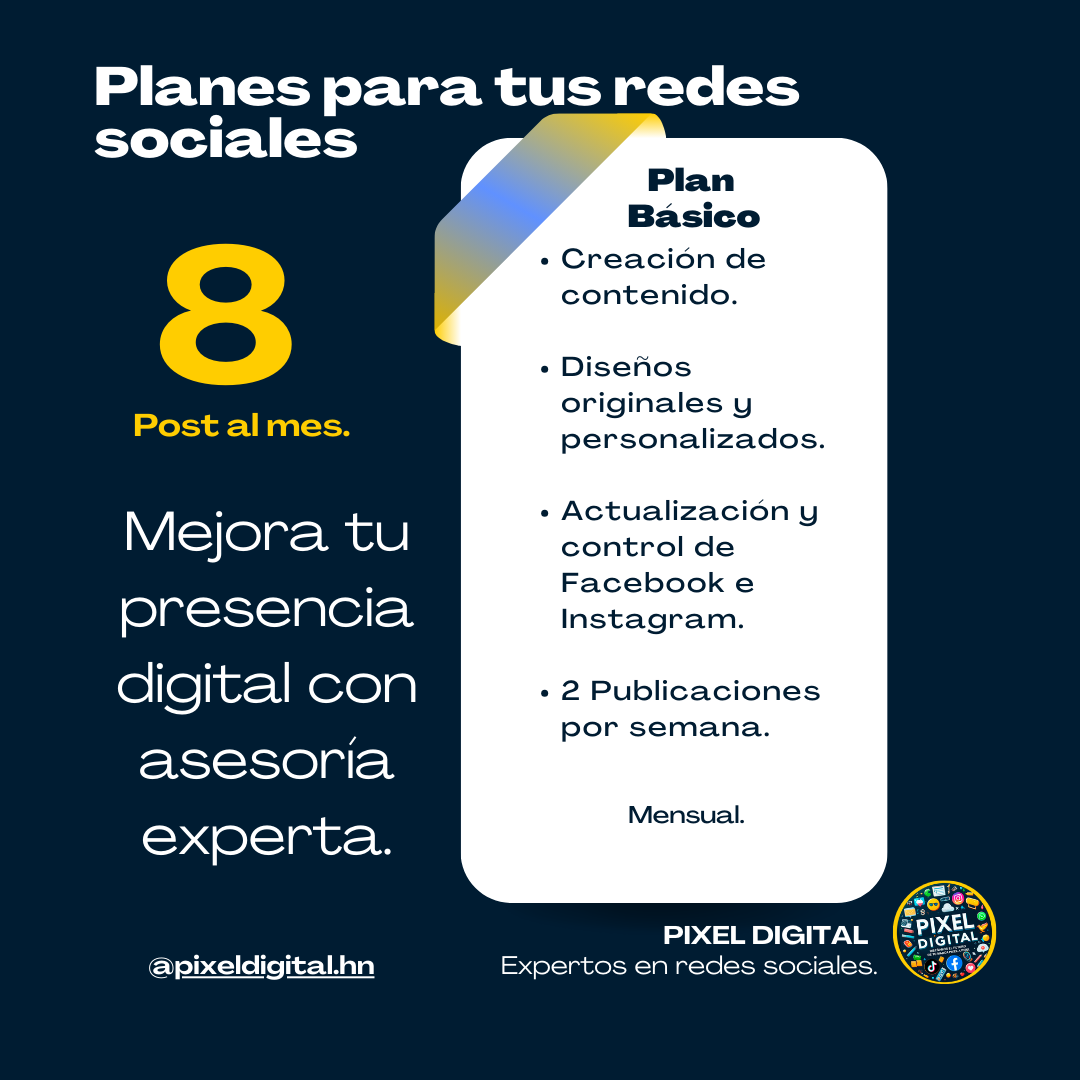 Planes para tus redes
sociales
8
Post al mes.
Mejora tu
presencia
digital con
asesoría
experta.
Plan
Básico
• Creación de
contenido.
• Diseños
originales y
personalizados.
• Actualización y
control de
Facebook e
Instagram.
• 2 Publicaciones
por semana.
Mensual.
@pixeldigital.hn
PIXEL DIGITAL
Expertos en redes sociales.
PIXEL
DIGITAL